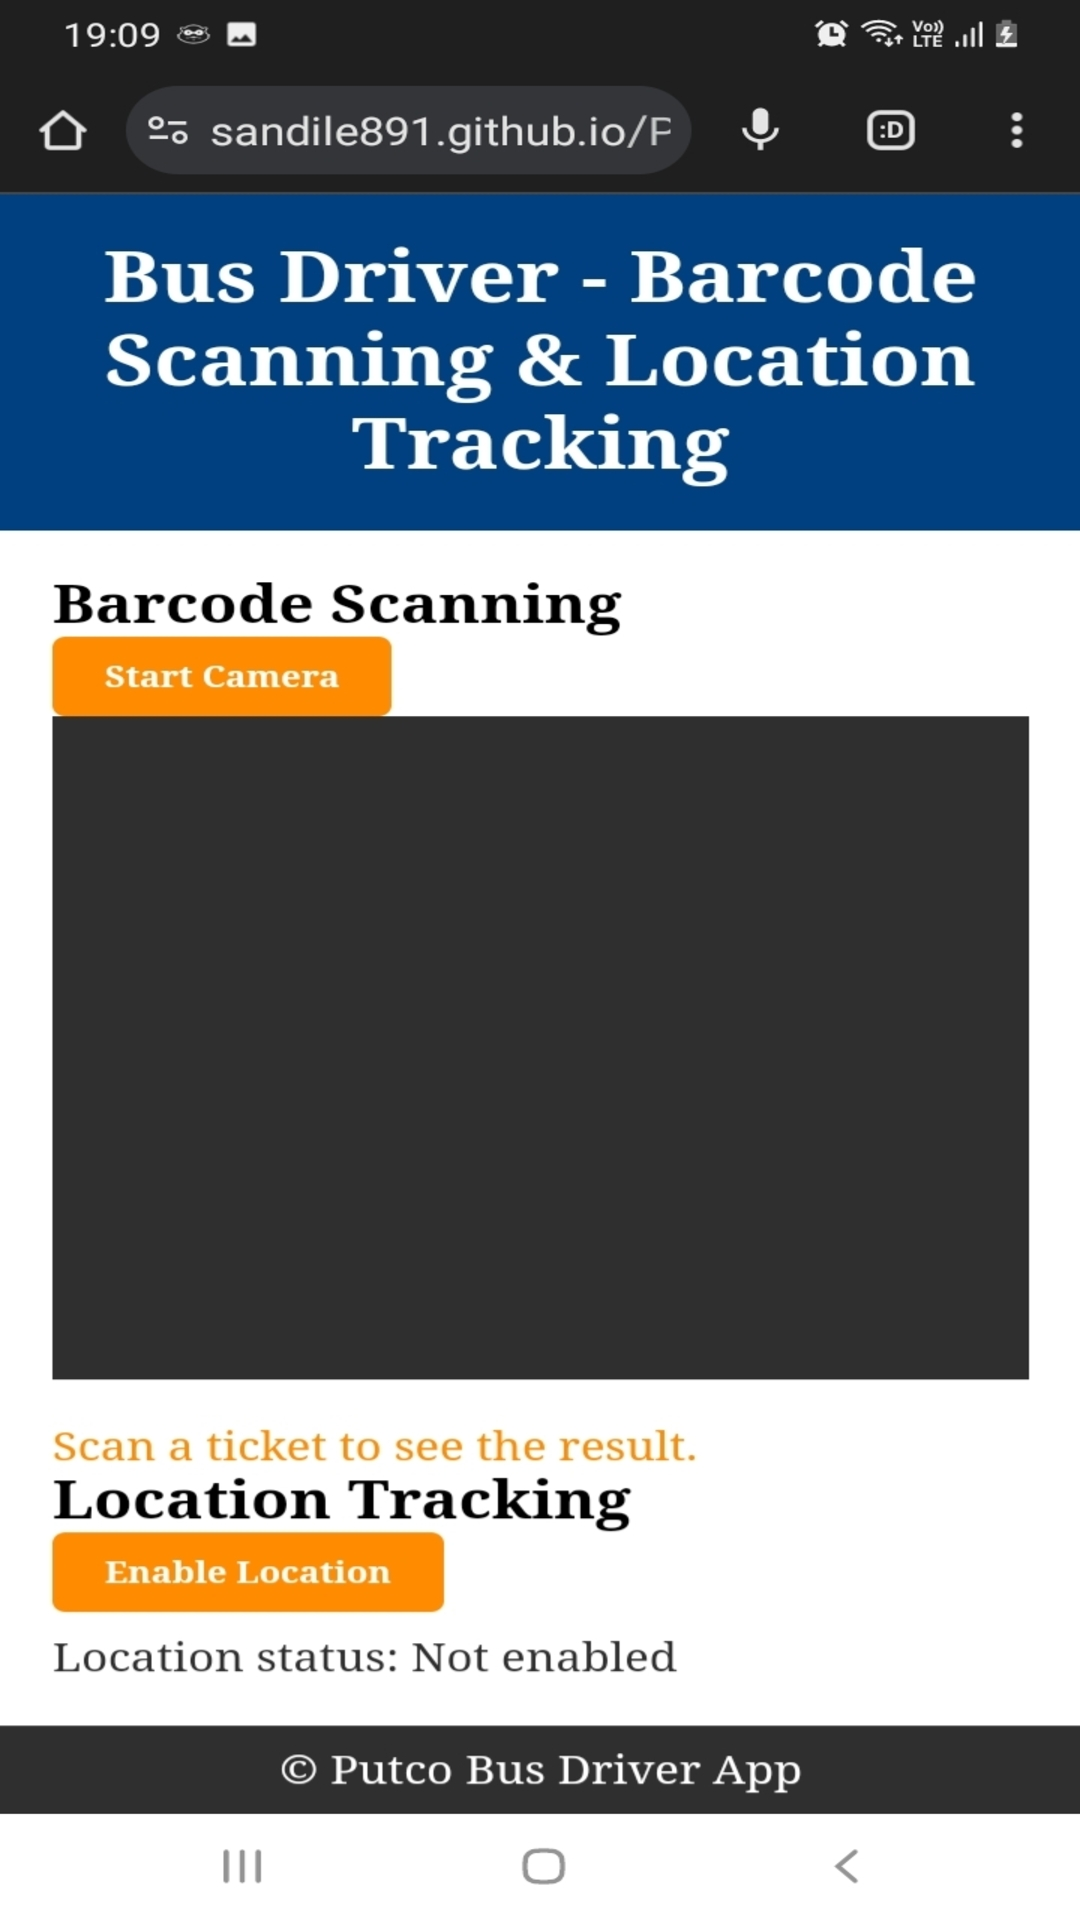 19:09
Vo)) LTE
sandile891.github.io/P
:D
Bus Driver - Barcode
Scanning & Location
Tracking
Barcode Scanning
Start Camera
Scan a ticket to see the result.
Location Tracking
Enable Location
Location status: Not enabled
© Putco Bus Driver App